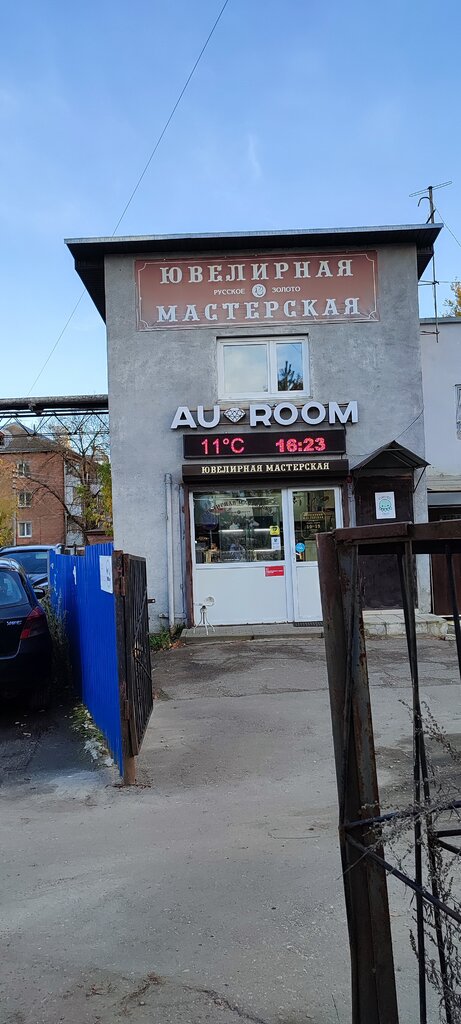 ЮВЕЛИРНАЯ
РУССКОЕ ЗОЛОТО
МАСТЕРСКАЯ
AU ROOM
11°C 16:23
ЮВЕЛИРНАЯ МАСТЕРСКАЯ